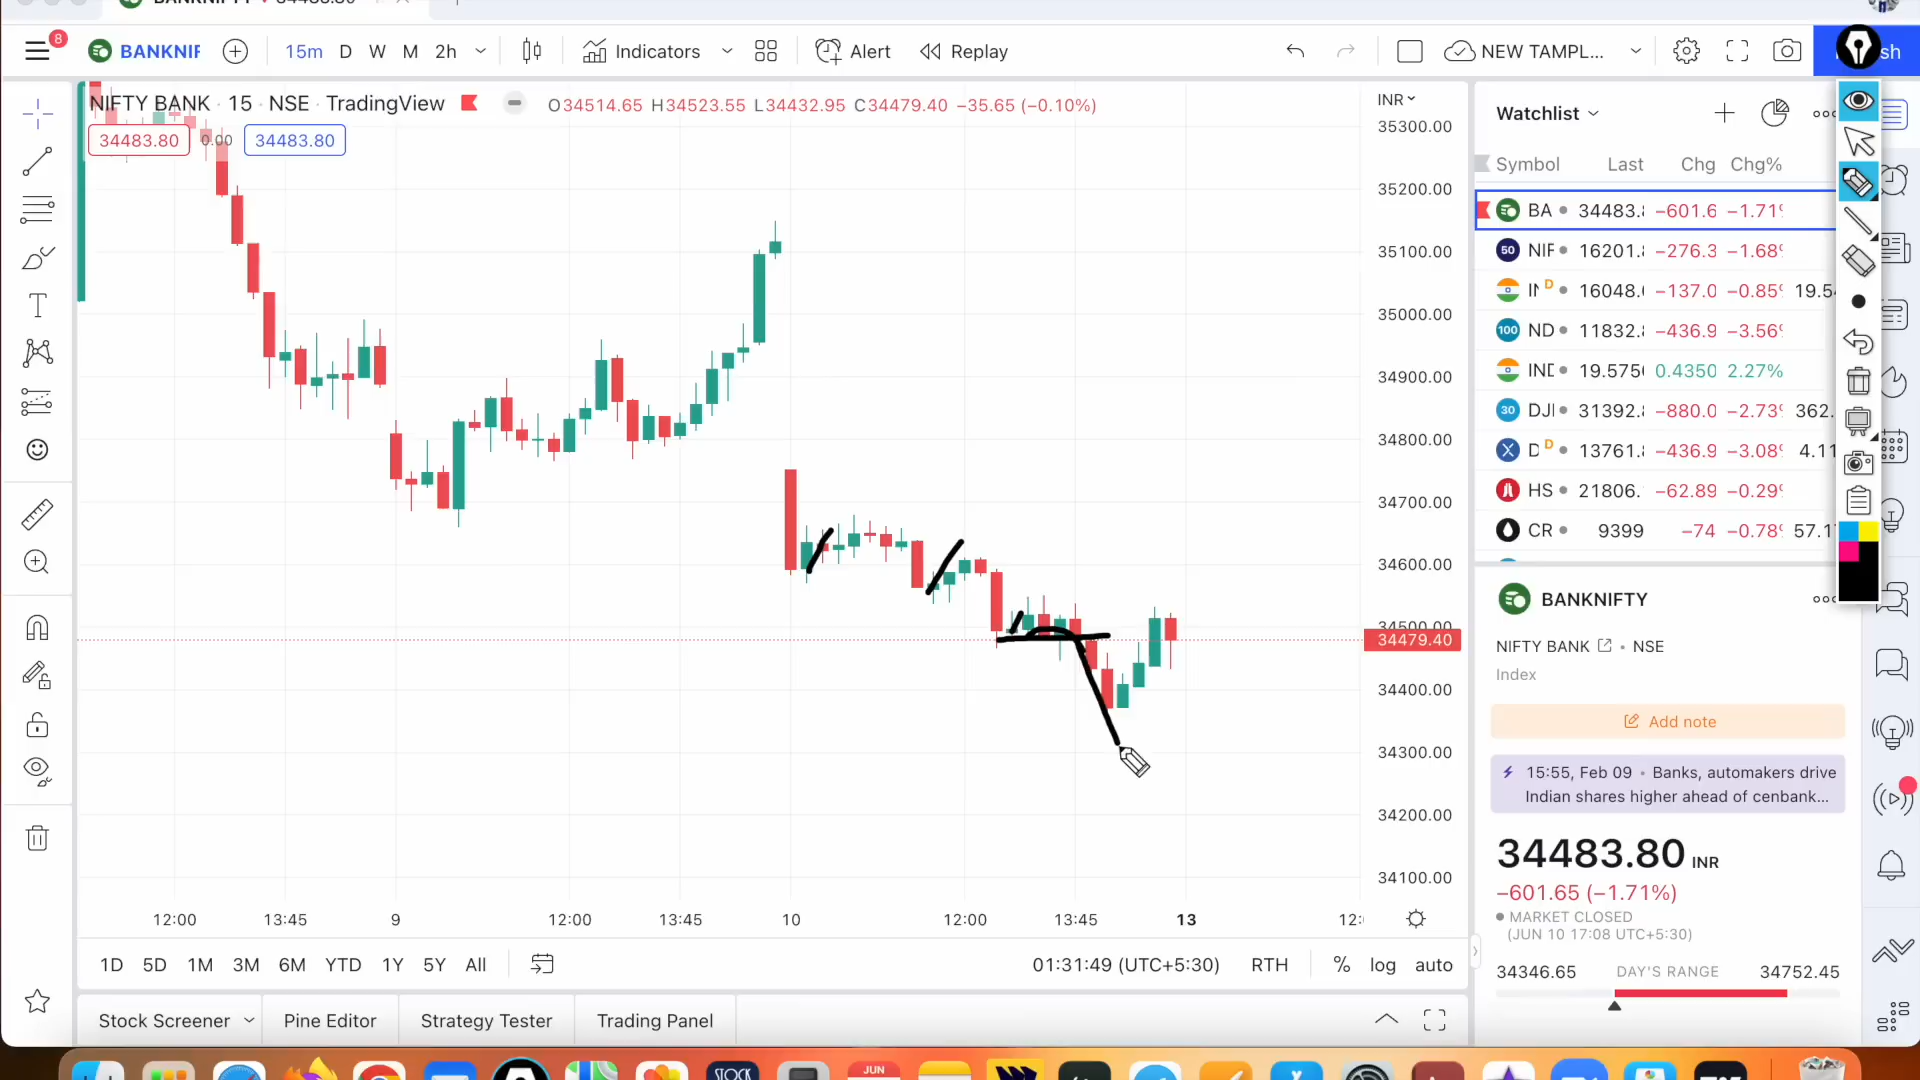 8
BANKNIF
15m D W M 2h
Indicators
Alert
Replay
NEW TAMPL...
sh
NIFTY BANK · 15 · NSE · TradingView
O34514.65 H34523.55 L34432.95 C34479.40 −35.65 (−0.10%)
34483.80 0.00 34483.80
INR
35300.00
35200.00
35100.00
35000.00
34900.00
34800.00
34700.00
34600.00
34500.00
34479.40
34400.00
34300.00
34200.00
34100.00
12:00 13:45 9 12:00 13:45 10 12:00 13:45 13 12:
1D 5D 1M 3M 6M YTD 1Y 5Y All
01:31:49 (UTC+5:30) RTH % log auto
Stock Screener Pine Editor Strategy Tester Trading Panel
Watchlist
Symbol Last Chg Chg%
BA 34483. −601.6 −1.71
50 NIF 16201. −276.3 −1.68
D 16048. −137.0 −0.85 19.5
100 ND 11832. −436.9 −3.56
IND 19.575 0.4350 2.27%
30 DJI 31392. −880.0 −2.73 362.
D D 13761. −436.9 −3.08 4.11
HS 21806. −62.89 −0.29
CR 9399 −74 −0.78 57.1
BANKNIFTY
NIFTY BANK • NSE
Index
Add note
15:55, Feb 09 • Banks, automakers drive
Indian shares higher ahead of cenbank...
34483.80 INR
−601.65 (−1.71%)
MARKET CLOSED
(JUN 10 17:08 UTC+5:30)
34346.65 DAY'S RANGE 34752.45
STOCK
JUN